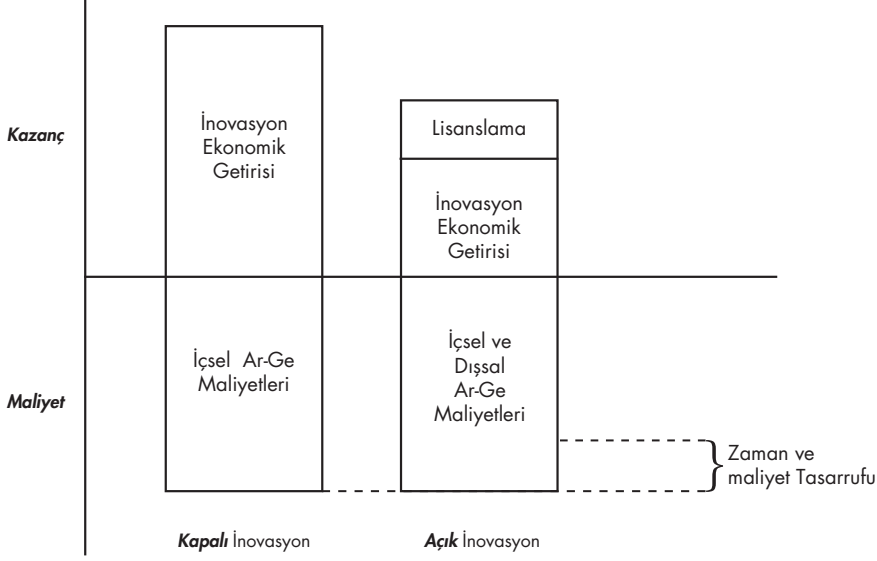 Kazanç
İnovasyon
Ekonomik
Getirisi
Lisanslama
İnovasyon
Ekonomik
Getirisi
Maliyet
İçsel Ar-Ge
Maliyetleri
İçsel ve
Dışsal
Ar-Ge
Maliyetleri
Zaman ve
maliyet Tasarrufu
Kapalı İnovasyon
Açık İnovasyon